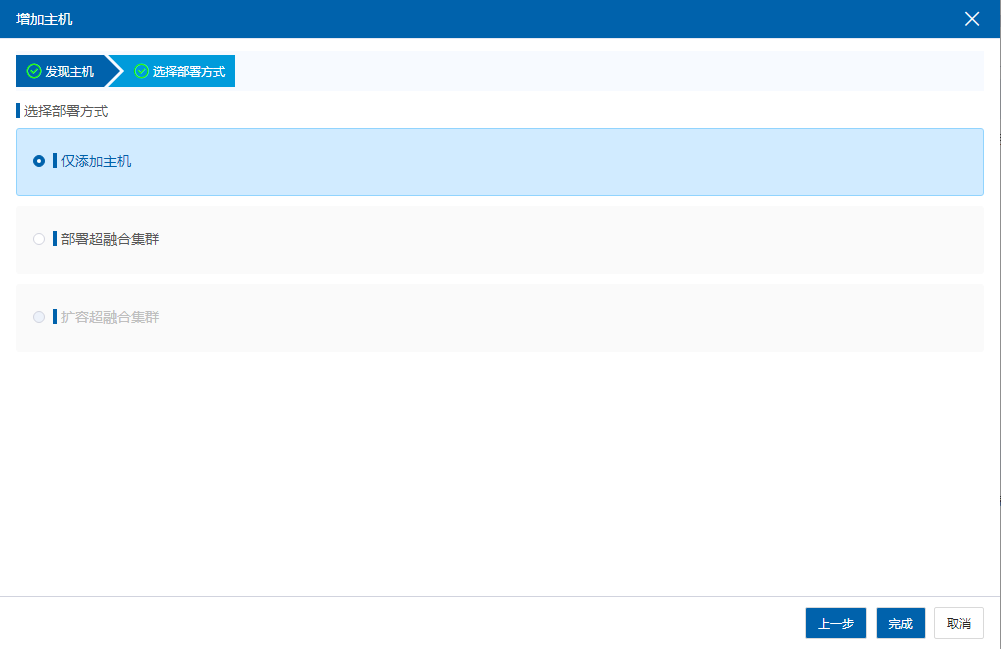 增加主机
发现主机 选择部署方式
选择部署方式
仅添加主机
部署超融合集群
扩容超融合集群
上一步 完成 取消